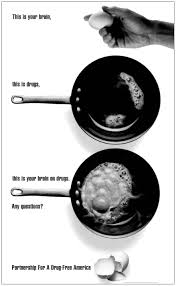 This is your brain,
this is drugs,
this is your brain on drugs.
Any questions?
Partnership For A Drug Free America